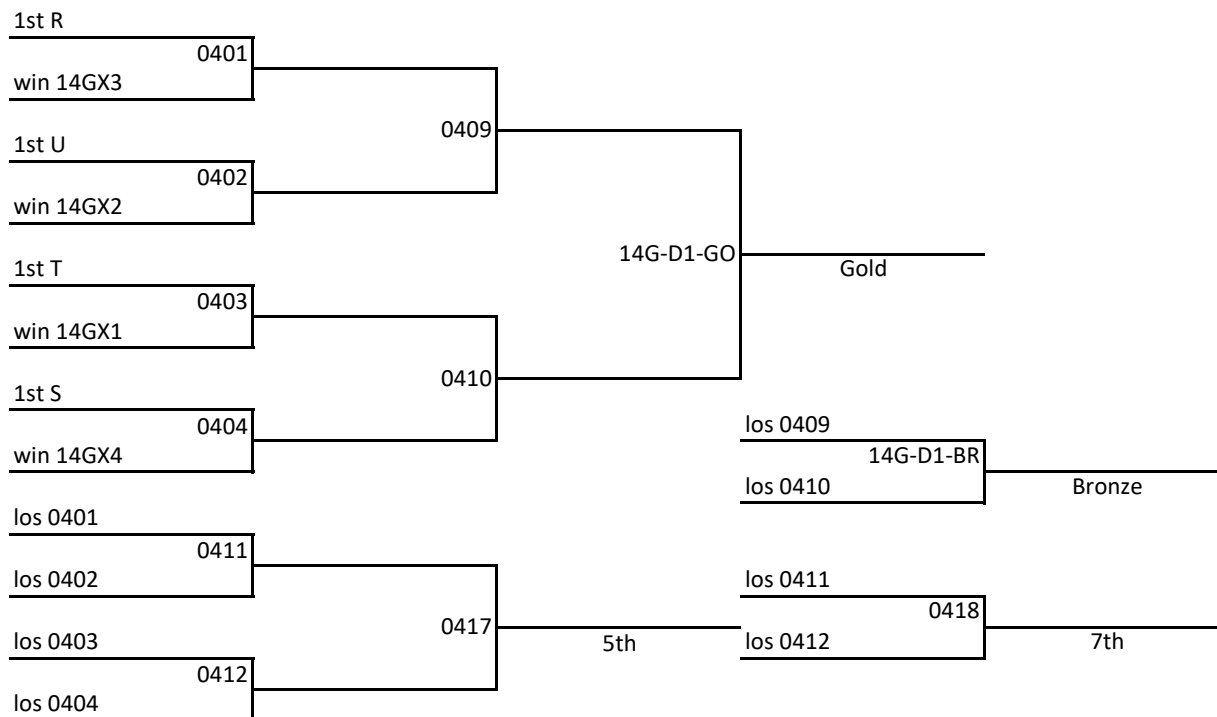 1st R
0401
win 14GX3
0409
1st U
0402
win 14GX2
14G-D1-GO
Gold
1st T
0403
win 14GX1
0410
1st S
0404
win 14GX4
los 0409
14G-D1-BR
los 0410
Bronze
los 0401
0411
los 0402
0417
5th
los 0403
0412
los 0404
los 0411
0418
los 0412
7th